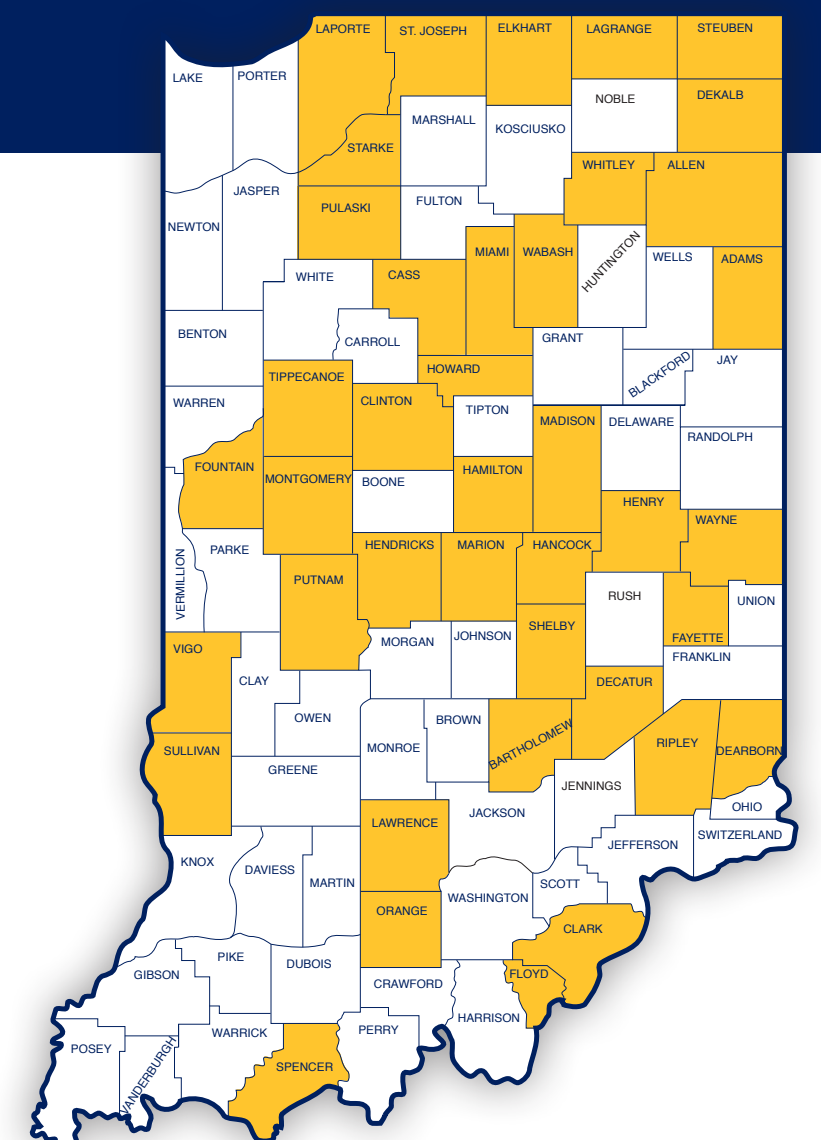 LAPORTE
ST. JOSEPH
ELKHART
LAGRANGE
STEUBEN
LAKE
PORTER
NOBLE
DEKALB
MARSHALL
KOSCIUSKO
STARKE
WHITLEY
ALLEN
JASPER
FULTON
PULASKI
NEWTON
MIAMI
WABASH
HUNTINGTON
WELLS
ADAMS
WHITE
CASS
BENTON
CARROLL
GRANT
BLACKFORD
JAY
TIPPECANOE
HOWARD
WARREN
CLINTON
TIPTON
MADISON
DELAWARE
RANDOLPH
FOUNTAIN
MONTGOMERY
BOONE
HAMILTON
HENRY
WAYNE
VERMILLION
PARKE
HENDRICKS
MARION
HANCOCK
PUTNAM
RUSH
UNION
VIGO
MORGAN
JOHNSON
SHELBY
FAYETTE
FRANKLIN
CLAY
DECATUR
OWEN
BROWN
BARTHOLOMEW
SULLIVAN
MONROE
RIPLEY
DEARBORN
GREENE
JENNINGS
OHIO
LAWRENCE
JACKSON
SWITZERLAND
JEFFERSON
KNOX
DAVIESS
MARTIN
WASHINGTON
SCOTT
ORANGE
CLARK
GIBSON
PIKE
DUBOIS
CRAWFORD
FLOYD
HARRISON
POSEY
VANDERBURGH
WARRICK
PERRY
SPENCER